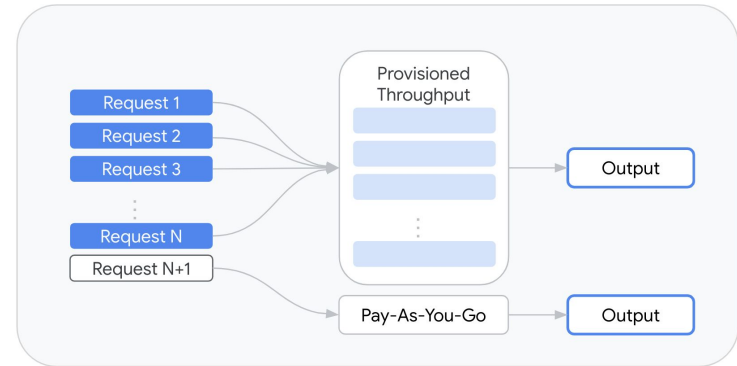 Provisioned
Throughput
Request 1
Request 2
Request 3
Request N
Request N+1
Output
Pay-As-You-Go
Output